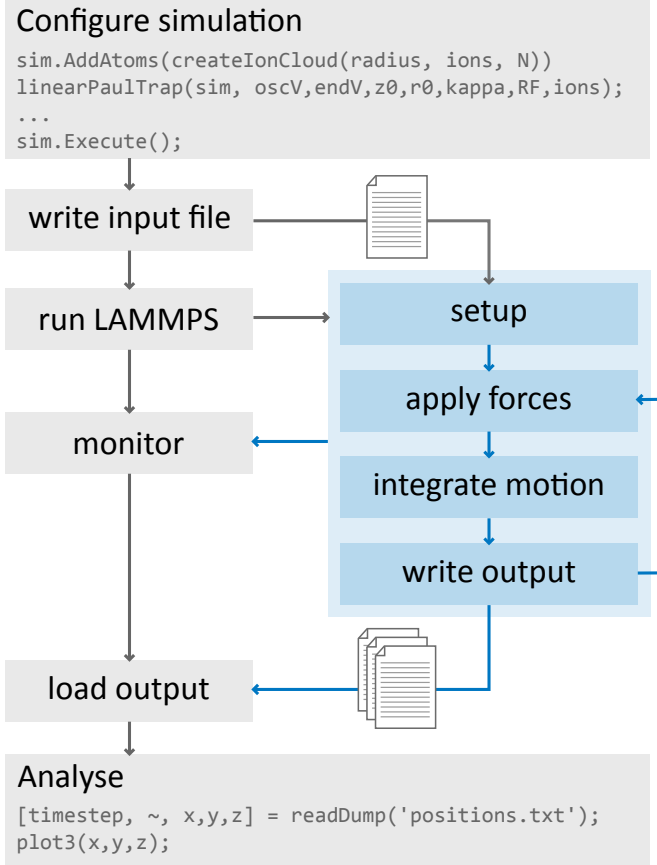 Configure simulation
sim.AddAtoms(createIonCloud(radius, ions, N))
linearPaulTrap(sim, oscV,endV,z0,r0,kappa,RF,ions);
...
sim.Execute();
write input file
run LAMMPS
setup
apply forces
monitor
integrate motion
write output
load output
Analyse
[timestep, ~, x,y,z] = readDump('positions.txt');
plot3(x,y,z);